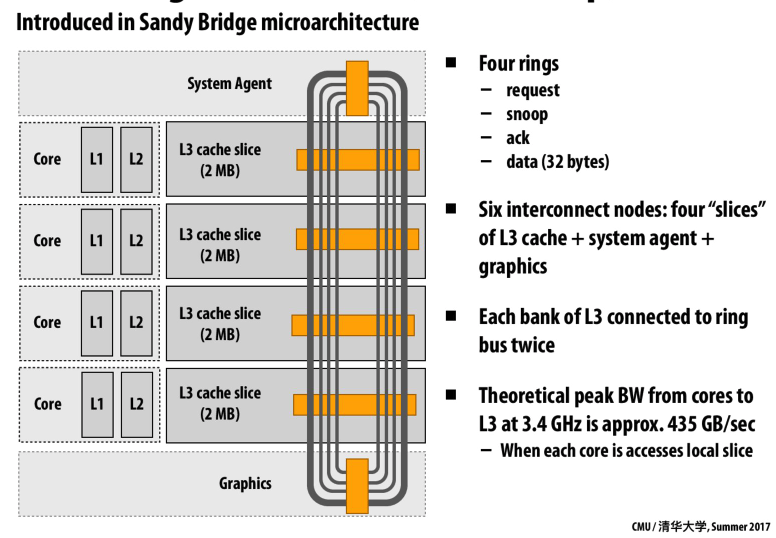 Introduced in Sandy Bridge microarchitecture
System Agent
Core
L1
L2
L3 cache slice
(2 MB)
Core
L1
L2
L3 cache slice
(2 MB)
Core
L1
L2
L3 cache slice
(2 MB)
Core
L1
L2
L3 cache slice
(2 MB)
Graphics
■ Four rings
– request
– snoop
– ack
– data (32 bytes)
■ Six interconnect nodes: four “slices”
of L3 cache + system agent +
graphics
■ Each bank of L3 connected to ring
bus twice
■ Theoretical peak BW from cores to
L3 at 3.4 GHz is approx. 435 GB/sec
– When each core is accesses local slice
CMU / 清华大学, Summer 2017